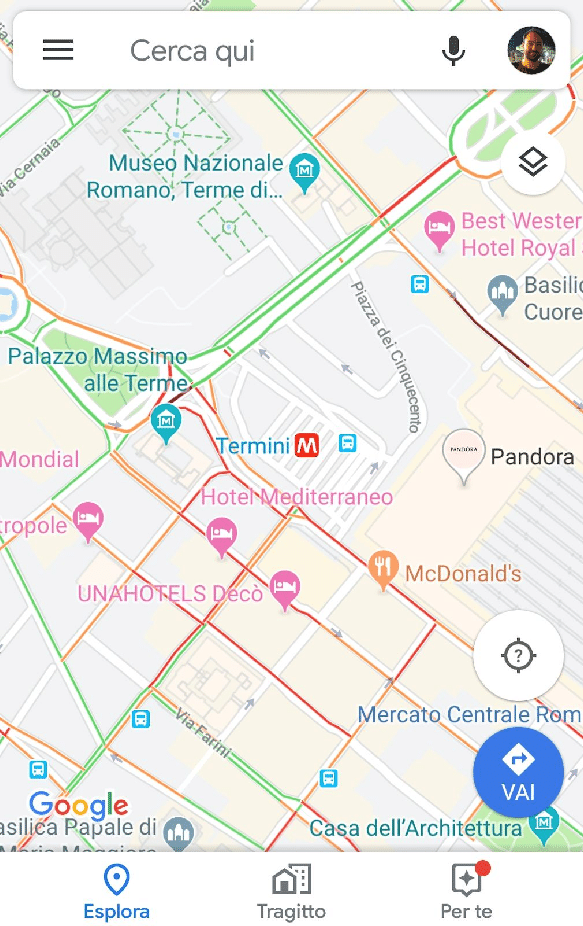 Cerca qui
Via Cernaia
Museo Nazionale
Romano, Terme di...
Best Wester
Hotel Royal
Basilic
Cuore
Piazza dei Cinquecento
Palazzo Massimo
alle Terme
Termini M
PANDORA
Pandora
Mondial
Hotel Mediterraneo
tropole
McDonald's
UNAHOTELS Decò
?
Mercato Centrale Rom
Via Farini
VAI
Google
asilica Papale di
Casa dell'Architettura
Maria Maggiore
Esplora
Tragitto
Per te